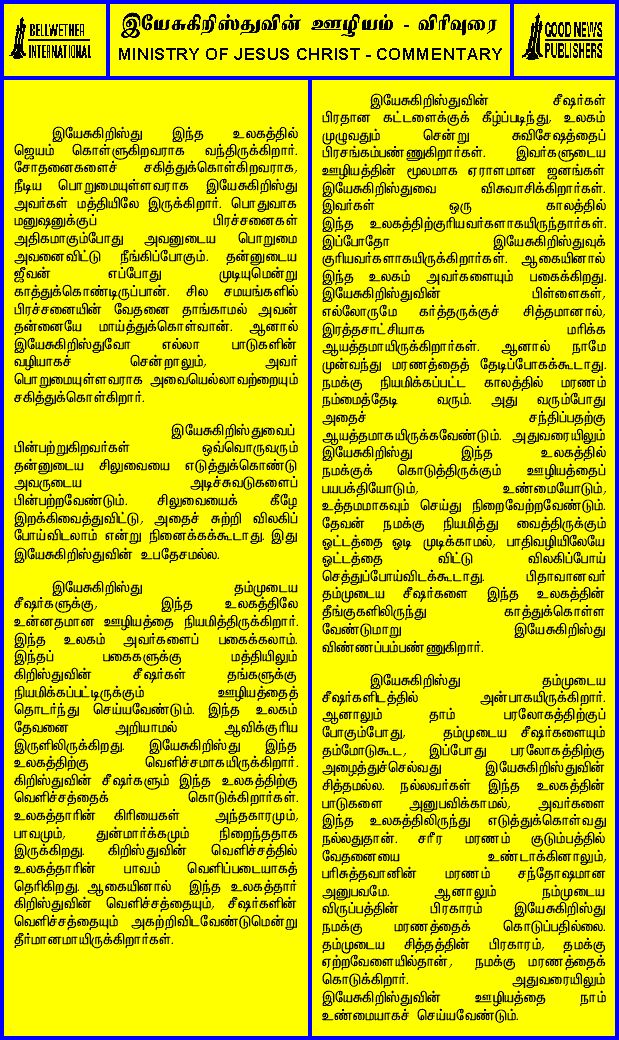 BELLWETHER
INTERNATIONAL
இயேசுகிறிஸ்துவின் ஊழியம் - விரிவுரை
MINISTRY OF JESUS CHRIST - COMMENTARY
GOOD NEWS
PUBLISHERS
இயேசுகிறிஸ்து இந்த உலகத்தில்
ஜெயம் கொள்ளுகிறவராக வந்திருக்கிறார்.
சோதனைகளைச் சகித்துக்கொள்கிறவராக,
நீடிய பொறுமையுள்ளவராக இயேசுகிறிஸ்து
அவர்கள் மத்தியிலே இருக்கிறார். பொதுவாக
மனுஷனுக்குப் பிரச்சனைகள்
அதிகமாகும்போது அவனுடைய பொறுமை
அவனைவிட்டு நீங்கிப்போகும். தன்னுடைய
ஜீவன் எப்போது முடியுமென்று
காத்துக்கொண்டிருப்பான். சில சமயங்களில்
பிரச்சனையின் வேதனை தாங்காமல் அவன்
தன்னையே மாய்த்துக்கொள்வான். ஆனால்
இயேசுகிறிஸ்துவோ எல்லா பாடுகளின்
வழியாகச் சென்றாலும், அவர்
பொறுமையுள்ளவராக அவையெல்லாவற்றையும்
சகித்துக்கொள்கிறார்.
இயேசுகிறிஸ்துவைப்
பின்பற்றுகிறவர்கள் ஒவ்வொருவரும்
தன்னுடைய சிலுவையை எடுத்துக்கொண்டு
அவருடைய அடிச்சுவடுகளைப்
பின்பற்றவேண்டும். சிலுவையைக் கீழே
இறக்கிவைத்துவிட்டு, அதைச் சுற்றி விலகிப்
போய்விடலாம் என்று நினைக்கக்கூடாது. இது
இயேசுகிறிஸ்துவின் உபதேசமல்ல.
இயேசுகிறிஸ்து தம்முடைய
சீஷர்களுக்கு, இந்த உலகத்திலே
உன்னதமான ஊழியத்தை நியமித்திருக்கிறார்.
இந்த உலகம் அவர்களைப் பகைக்கலாம்.
இந்தப் பகைகளுக்கு மத்தியிலும்
கிறிஸ்துவின் சீஷர்கள் தங்களுக்கு
நியமிக்கப்பட்டிருக்கும் ஊழியத்தைத்
தொடர்ந்து செய்யவேண்டும். இந்த உலகம்
தேவனை அறியாமல் ஆவிக்குரிய
இருளிலிருக்கிறது. இயேசுகிறிஸ்து இந்த
உலகத்திற்கு வெளிச்சமாகயிருக்கிறார்.
கிறிஸ்துவின் சீஷர்களும் இந்த உலகத்திற்கு
வெளிச்சத்தைக் கொடுக்கிறார்கள்.
உலகத்தாரின் கிரியைகள் அந்தகாரமும்,
பாவமும், துன்மார்க்கமும் நிறைந்ததாக
இருக்கிறது. கிறிஸ்துவின் வெளிச்சத்தில்
உலகத்தாரின் பாவம் வெளிப்படையாகத்
தெரிகிறது. ஆகையினால் இந்த உலகத்தார்
கிறிஸ்துவின் வெளிச்சத்தையும், சீஷர்களின்
வெளிச்சத்தையும் அகற்றிவிடவேண்டுமென்று
தீர்மானமாயிருக்கிறார்கள்.
இயேசுகிறிஸ்துவின் சீஷர்கள்
பிரதான கட்டளைக்குக் கீழ்ப்படிந்து, உலகம்
முழுவதும் சென்று சுவிசேஷத்தைப்
பிரசங்கம்பண்ணுகிறார்கள். இவர்களுடைய
ஊழியத்தின் மூலமாக ஏராளமான ஜனங்கள்
இயேசுகிறிஸ்துவை விசுவாசிக்கிறார்கள்.
இவர்கள் ஒரு காலத்தில்
இந்த உலகத்திற்குரியவர்களாகயிருந்தார்கள்.
இப்போதோ இயேசுகிறிஸ்துவுக்
குரியவர்களாகயிருக்கிறார்கள். ஆகையினால்
இந்த உலகம் அவர்களையும் பகைக்கிறது.
இயேசுகிறிஸ்துவின் பிள்ளைகள்,
எல்லோருமே கர்த்தருக்குச் சித்தமானால்,
இரத்தசாட்சியாக மரிக்க
ஆயத்தமாயிருக்கிறார்கள். ஆனால் நாமே
முன்வந்து மரணத்தைத் தேடிப்போகக்கூடாது.
நமக்கு நியமிக்கப்பட்ட காலத்தில் மரணம்
நம்மைத்தேடி வரும். அது வரும்போது
அதைச் சந்திப்பதற்கு
ஆயத்தமாகயிருக்கவேண்டும். அதுவரையிலும்
இயேசுகிறிஸ்து இந்த உலகத்தில்
நமக்குக் கொடுத்திருக்கும் ஊழியத்தைப்
பயபக்தியோடும், உண்மையோடும்,
உத்தமமாகவும் செய்து நிறைவேற்றவேண்டும்.
தேவன் நமக்கு நியமித்து வைத்திருக்கும்
ஓட்டத்தை ஓடி முடிக்காமல், பாதிவழியிலேயே
ஓட்டத்தை விட்டு விலகிப்போய்
செத்துப்போய்விடக்கூடாது. பிதாவானவர்
தம்முடைய சீஷர்களை இந்த உலகத்தின்
தீங்குகளிலிருந்து காத்துக்கொள்ள
வேண்டுமாறு இயேசுகிறிஸ்து
விண்ணப்பம்பண்ணுகிறார்.
இயேசுகிறிஸ்து தம்முடைய
சீஷர்களிடத்தில் அன்பாகயிருக்கிறார்.
ஆனாலும் தாம் பரலோகத்திற்குப்
போகும்போது, தம்முடைய சீஷர்களையும்
தம்மோடுகூட, இப்போது பரலோகத்திற்கு
அழைத்துச்செல்வது இயேசுகிறிஸ்துவின்
சித்தமல்ல. நல்லவர்கள் இந்த உலகத்தின்
பாடுகளை அனுபவிக்காமல், அவர்களை
இந்த உலகத்திலிருந்து எடுத்துக்கொள்வது
நல்லதுதான். சரீர மரணம் குடும்பத்தில்
வேதனையை உண்டாக்கினாலும்,
பரிசுத்தவானின் மரணம் சந்தோஷமான
அனுபவமே. ஆனாலும் நம்முடைய
விருப்பத்தின் பிரகாரம் இயேசுகிறிஸ்து
நமக்கு மரணத்தைக் கொடுப்பதில்லை.
தம்முடைய சித்தத்தின் பிரகாரம், தமக்கு
ஏற்றவேளையில்தான், நமக்கு மரணத்தைக்
கொடுக்கிறார். அதுவரையிலும்
இயேசுகிறிஸ்துவின் ஊழியத்தை நாம்
உண்மையாகச் செய்யவேண்டும்.